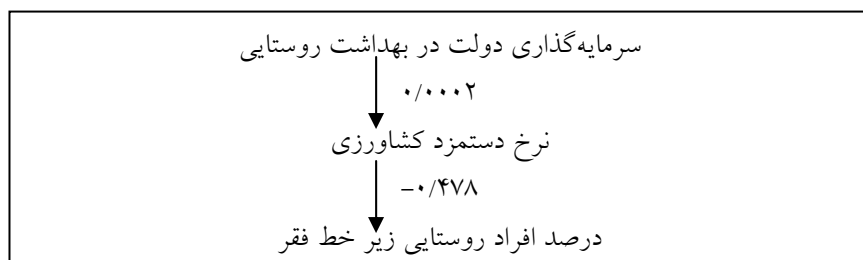 سرمایه‌گذاری دولت در بهداشت روستایی
۰/۰۰۰۲
نرخ دستمزد کشاورزی
−۰/۴۷۸
درصد افراد روستایی زیر خط فقر